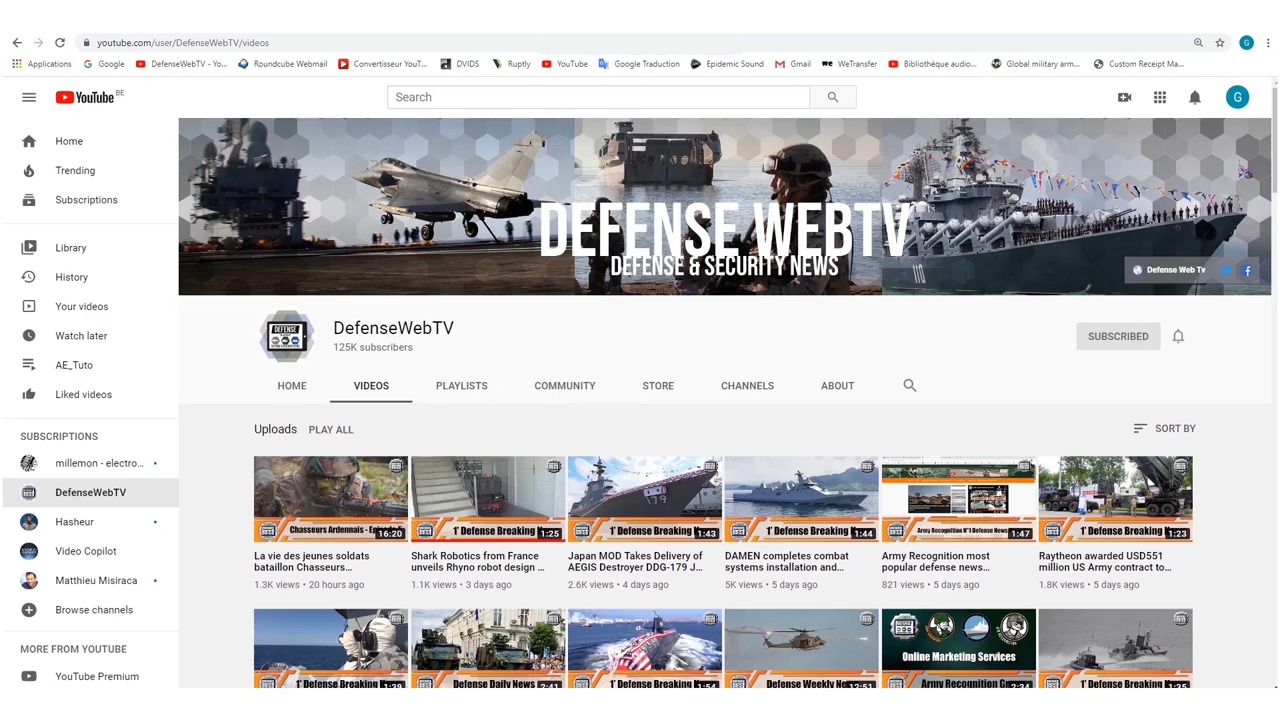 youtube.com/user/DefenseWebTV/videos
Applications Google DefenseWebTV - Yo... Roundcube Webmail Convertisseur YouT... DVIDS Ruptly YouTube Google Traduction Epidemic Sound Gmail WeTransfer Bibliothèque audio... Global military arm... Custom Receipt Ma...
YouTube BE
Search
G
Home
Trending
Subscriptions
Library
History
Your videos
Watch later
AE_Tuto
Liked videos
SUBSCRIPTIONS
millemon - electro...
DefenseWebTV
Hasheur
Video Copilot
Matthieu Misiraca
Browse channels
MORE FROM YOUTUBE
YouTube Premium
DEFENSE WEBTV
DEFENSE & SECURITY NEWS
Defense Web Tv
DefenseWebTV
125K subscribers
SUBSCRIBED
HOME VIDEOS PLAYLISTS COMMUNITY STORE CHANNELS ABOUT
Uploads PLAY ALL
SORT BY
Chasseurs Ardennais - 16:20
La vie des jeunes soldats
bataillon Chasseurs...
1.3K views • 20 hours ago
1' Defense Breaking 1:25
Shark Robotics from France
unveils Rhyno robot design ...
1.1K views • 3 days ago
179
1' Defense Breaking 1:43
Japan MOD Takes Delivery of
AEGIS Destroyer DDG-179 J...
2.6K views • 4 days ago
1' Defense Breaking 1:44
DAMEN completes combat
systems installation and...
5K views • 5 days ago
Army Recognition N°1 Defense 1:47
Army Recognition most
popular defense news...
821 views • 5 days ago
1' Defense Breaking 1:23
Raytheon awarded USD551
million US Army contract to...
1.8K views • 5 days ago
1' Defense Breaking
Defense Daily News
1' Defense Breaking
Defense Weekly
Online Marketing Services
Army Recognition
1' Defense Breaking